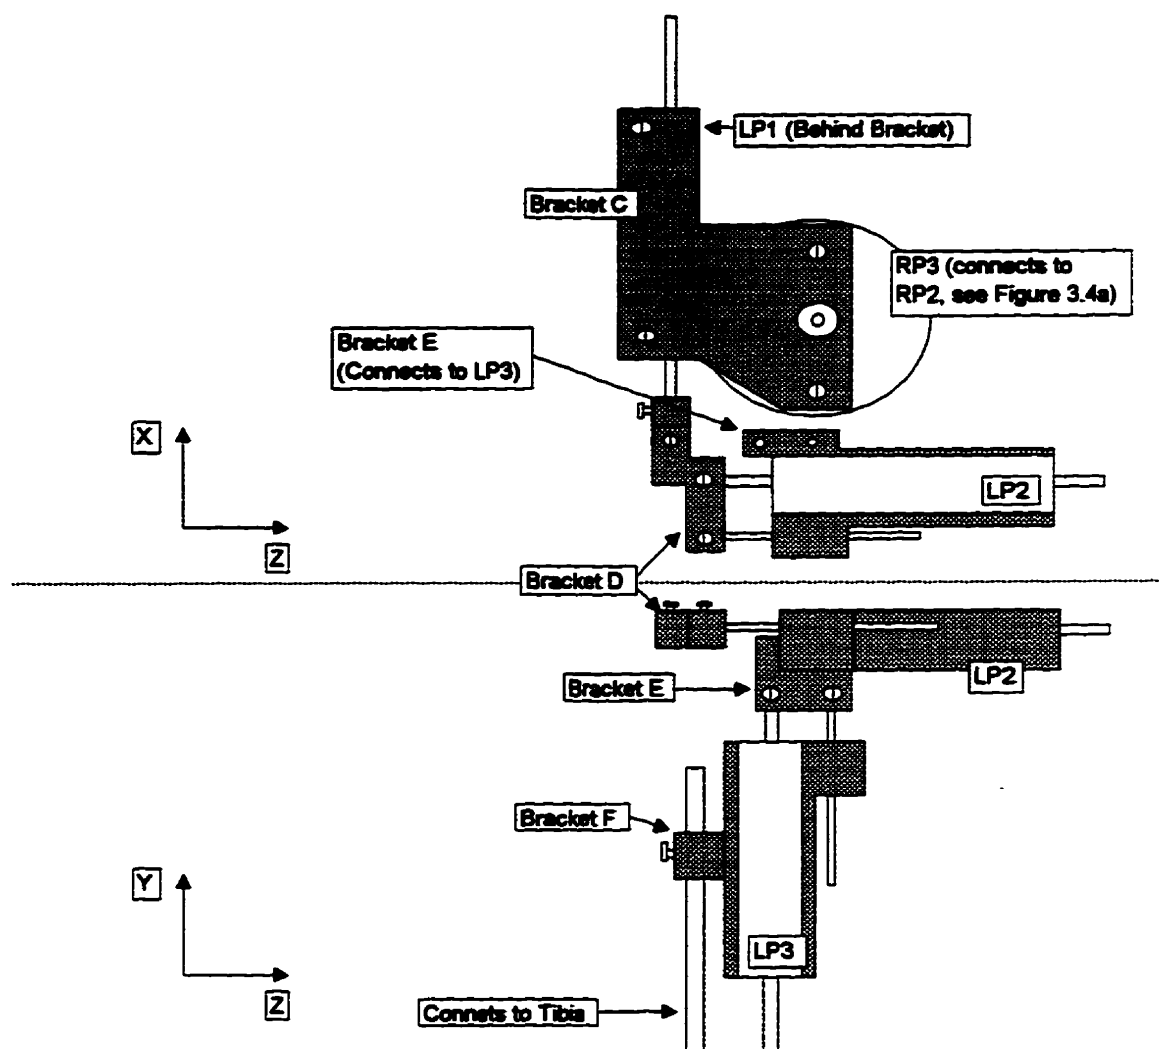 LP1 (Behind Bracket)
Bracket C
RP3 (connects to
RP2, see Figure 3.4a)
Bracket E
(Connects to LP3)
X
LP2
Z
Bracket D
LP2
Bracket E
Bracket F
Y
LP3
Z
Connets to Tibia